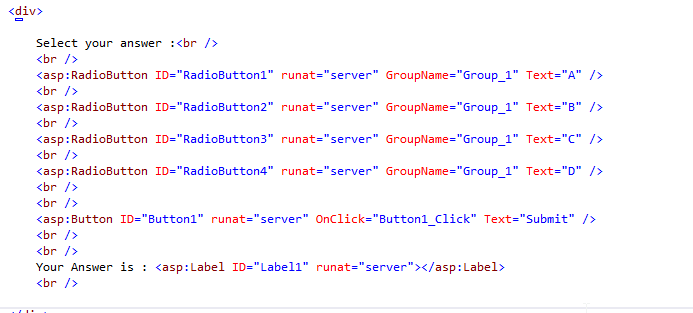 <div>
Select your answer :<br />
<br />
<asp:RadioButton ID="RadioButton1" runat="server" GroupName="Group_1" Text="A" />
<br />
<asp:RadioButton ID="RadioButton2" runat="server" GroupName="Group_1" Text="B" />
<br />
<asp:RadioButton ID="RadioButton3" runat="server" GroupName="Group_1" Text="C" />
<br />
<asp:RadioButton ID="RadioButton4" runat="server" GroupName="Group_1" Text="D" />
<br />
<br />
<asp:Button ID="Button1" runat="server" OnClick="Button1_Click" Text="Submit" />
<br />
<br />
Your Answer is : <asp:Label ID="Label1" runat="server"></asp:Label>
<br />